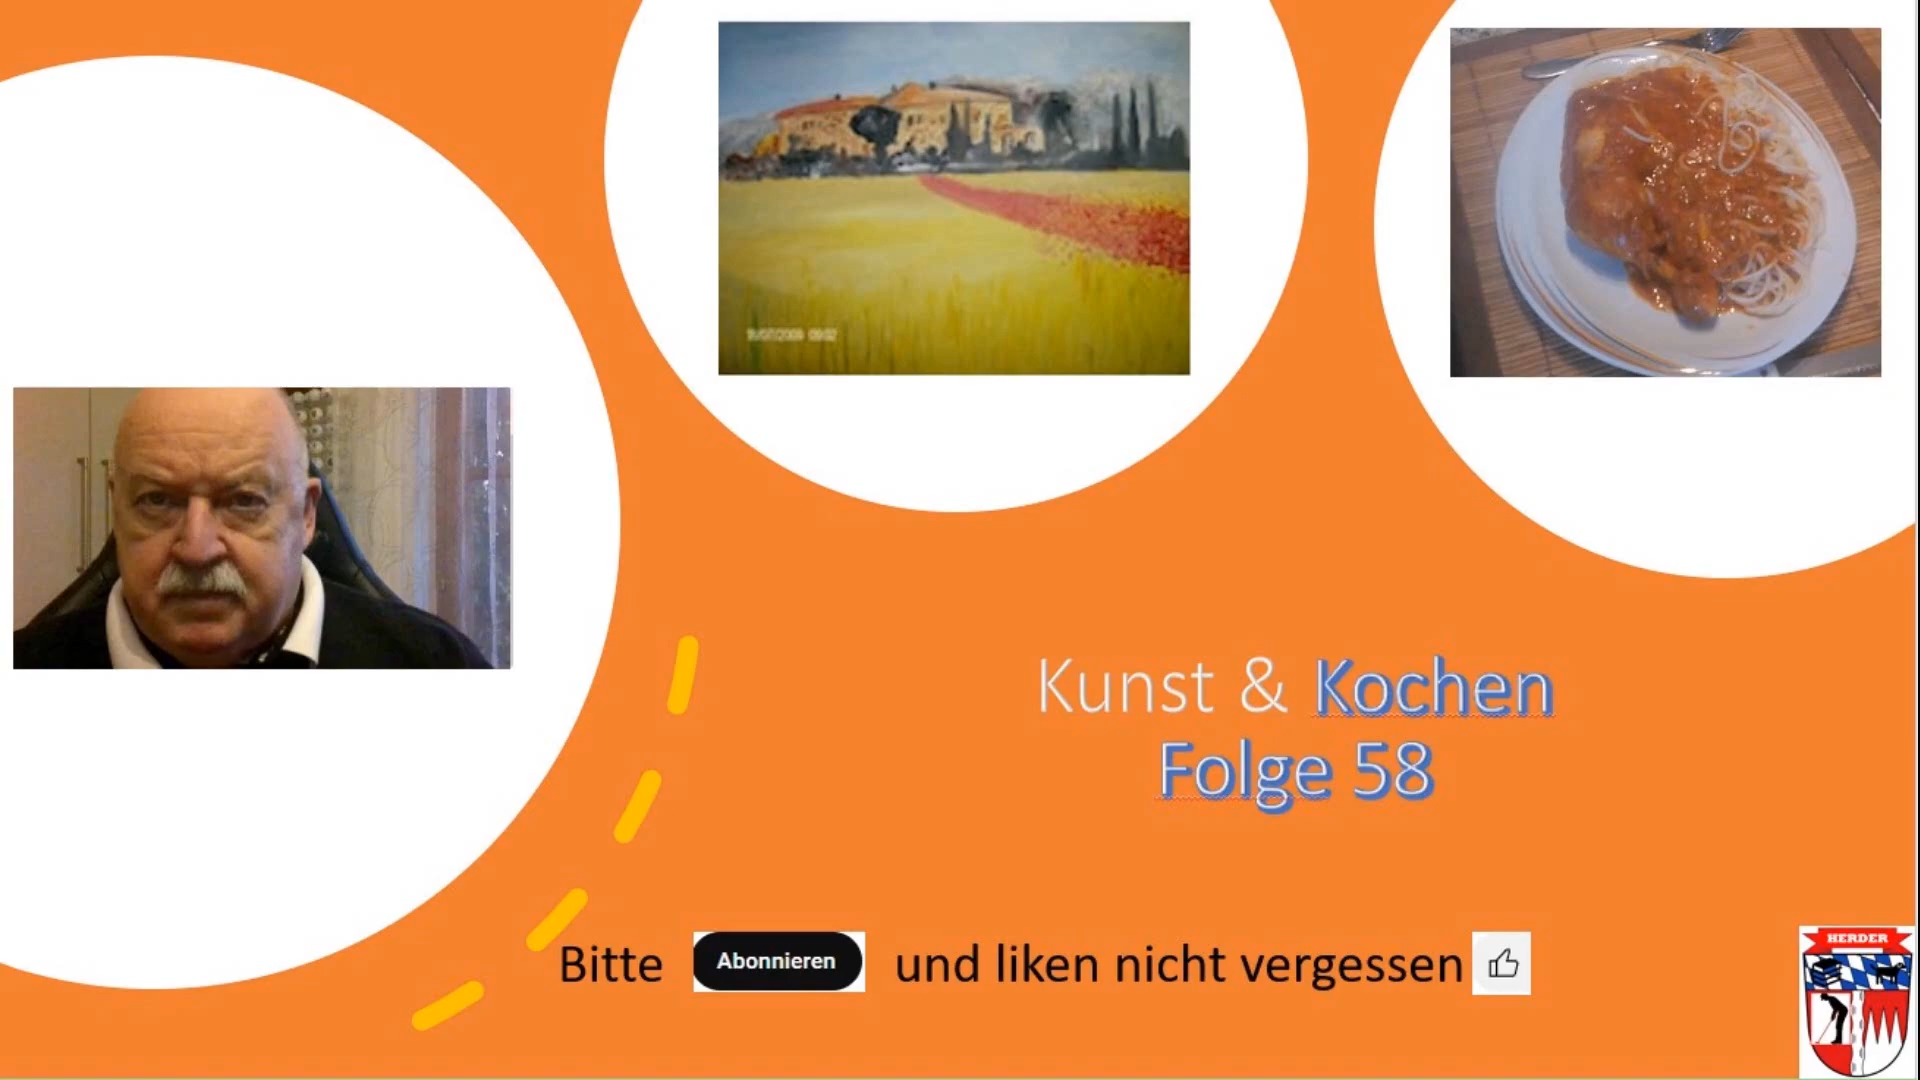 Kunst & Kochen
Folge 58
Bitte Abonnieren und liken nicht vergessen
HERDER